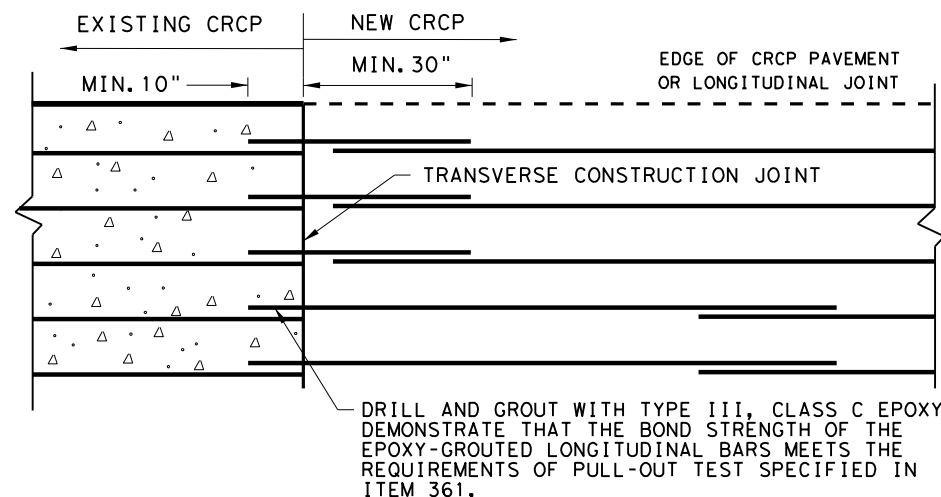 EXISTING CRCP
NEW CRCP
MIN. 10"
MIN. 30"
EDGE OF CRCP PAVEMENT
OR LONGITUDINAL JOINT
TRANSVERSE CONSTRUCTION JOINT
DRILL AND GROUT WITH TYPE III, CLASS C EPOXY
DEMONSTRATE THAT THE BOND STRENGTH OF THE
EPOXY-GROUTED LONGITUDINAL BARS MEETS THE
REQUIREMENTS OF PULL-OUT TEST SPECIFIED IN
ITEM 361.